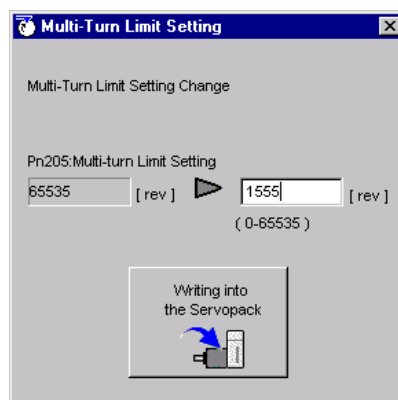 Multi-Turn Limit Setting
Multi-Turn Limit Setting Change
Pn205:Multi-turn Limit Setting
65535 [ rev ] 1555 [ rev ]
( 0-65535 )
Writing into
the Servopack